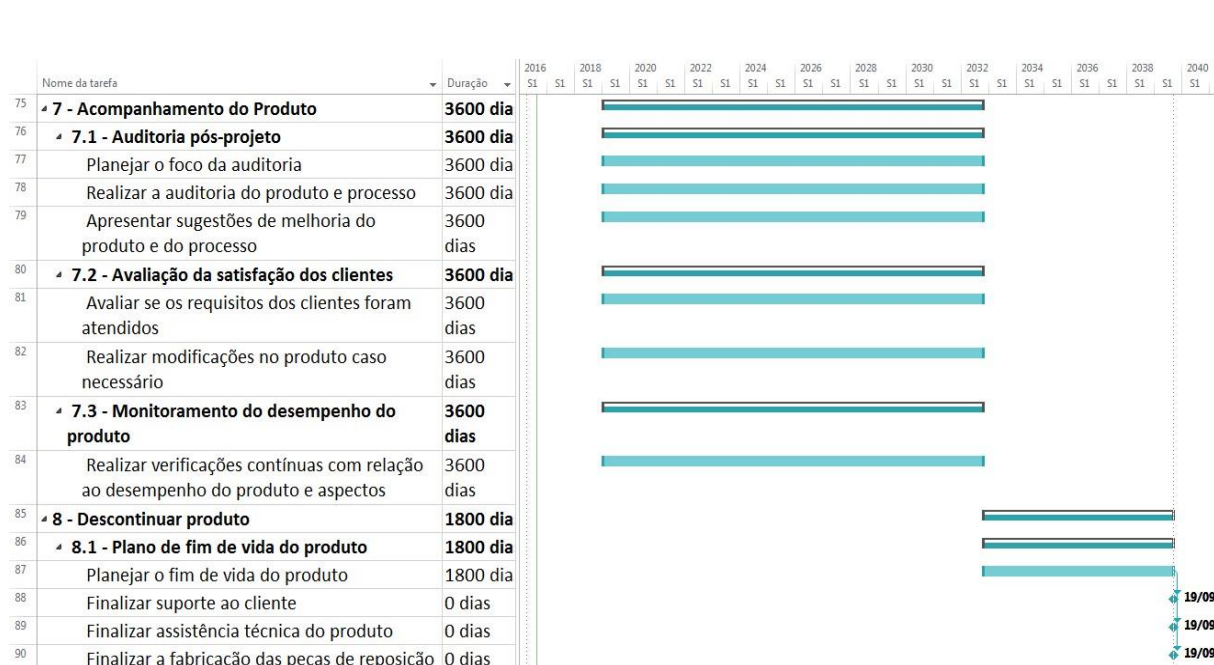 2016 2018 2020 2022 2024 2026 2028 2030 2032 2034 2036 2038 2040
Nome da tarefa Duração S1 S1 S1 S1 S1 S1 S1 S1 S1 S1 S1 S1 S1 S1 S1 S1 S1 S1 S1 S1 S1 S1 S1 S1 S1
75 7 - Acompanhamento do Produto 3600 dia
76 7.1 - Auditoria pós-projeto 3600 dia
77 Planejar o foco da auditoria 3600 dia
78 Realizar a auditoria do produto e processo 3600 dia
79 Apresentar sugestões de melhoria do 3600
produto e do processo dias
80 7.2 - Avaliação da satisfação dos clientes 3600 dia
81 Avaliar se os requisitos dos clientes foram 3600
atendidos dias
82 Realizar modificações no produto caso 3600
necessário dias
83 7.3 - Monitoramento do desempenho do 3600
produto dias
84 Realizar verificações contínuas com relação 3600
ao desempenho do produto e aspectos dias
85 8 - Descontinuar produto 1800 dia
86 8.1 - Plano de fim de vida do produto 1800 dia
87 Planejar o fim de vida do produto 1800 dia
88 Finalizar suporte ao cliente 0 dias 19/09
89 Finalizar assistência técnica do produto 0 dias 19/09
90 Finalizar a fabricação das peças de reposição 0 dias 19/09